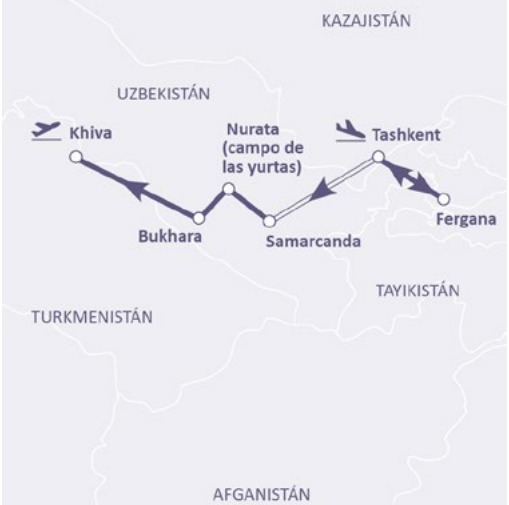 KAZAJISTÁN
UZBEKISTÁN
Khiva
Nurata
(campo de
las yurtas)
Tashkent
Bukhara
Samarcanda
Fergana
TAYIKISTÁN
TURKMENISTÁN
AFGANISTÁN